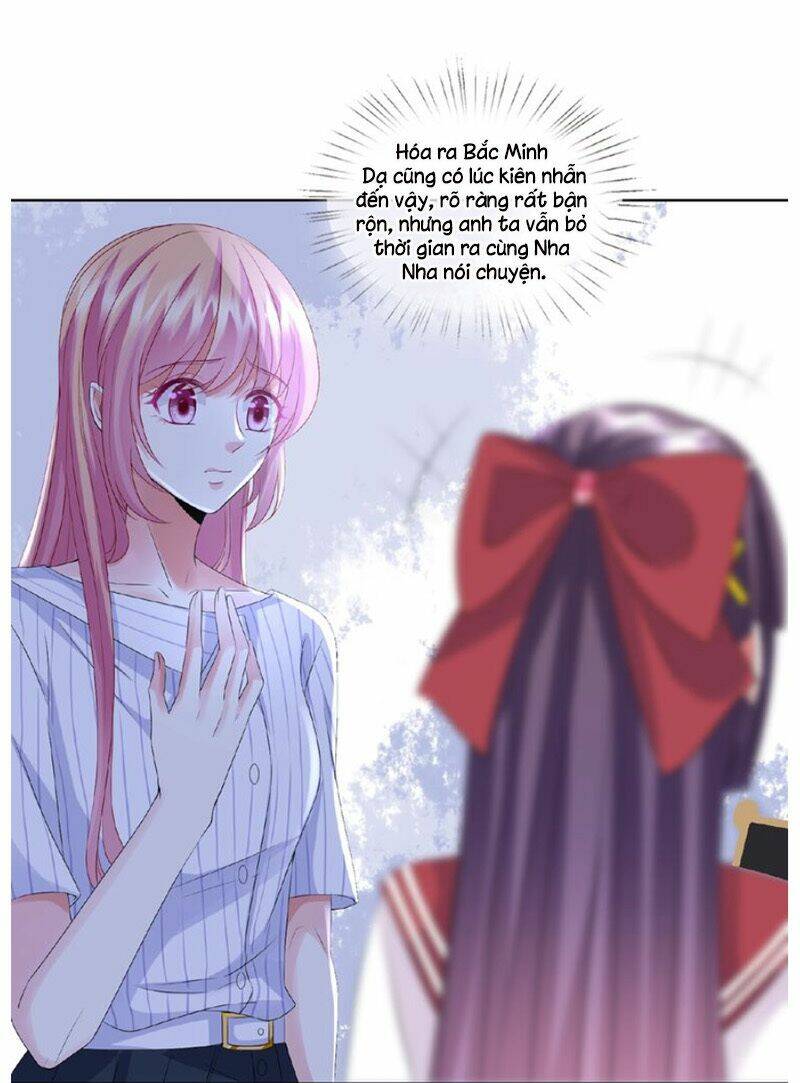 Hóa ra Bắc Minh
Dạ cũng có lúc kiên nhẫn
đến vậy, rõ ràng rất bận
rộn, nhưng anh ta vẫn bỏ
thời gian ra cùng Nha
Nha nói chuyện.